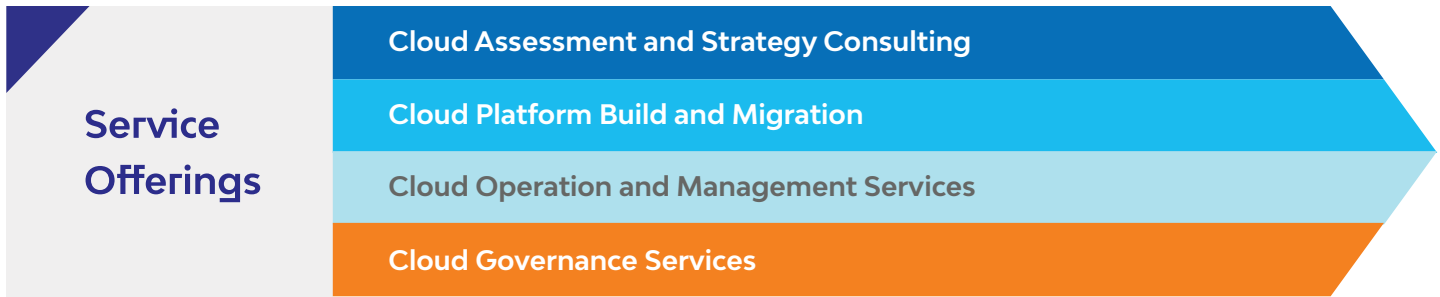 Service
Offerings
Cloud Assessment and Strategy Consulting
Cloud Platform Build and Migration
Cloud Operation and Management Services
Cloud Governance Services